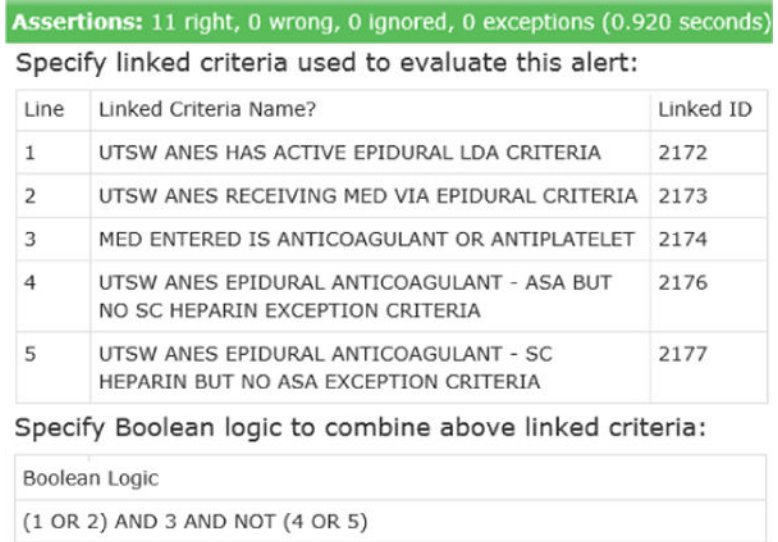 Assertions: 11 right, 0 wrong, 0 ignored, 0 exceptions (0.920 seconds)
Specify linked criteria used to evaluate this alert:
Line Linked Criteria Name? Linked ID
1 UTSW ANES HAS ACTIVE EPIDURAL LDA CRITERIA 2172
2 UTSW ANES RECEIVING MED VIA EPIDURAL CRITERIA 2173
3 MED ENTERED IS ANTICOAGULANT OR ANTIPLATELET 2174
4 UTSW ANES EPIDURAL ANTICOAGULANT - ASA BUT 2176
NO SC HEPARIN EXCEPTION CRITERIA
5 UTSW ANES EPIDURAL ANTICOAGULANT - SC 2177
HEPARIN BUT NO ASA EXCEPTION CRITERIA
Specify Boolean logic to combine above linked criteria:
Boolean Logic
(1 OR 2) AND 3 AND NOT (4 OR 5)